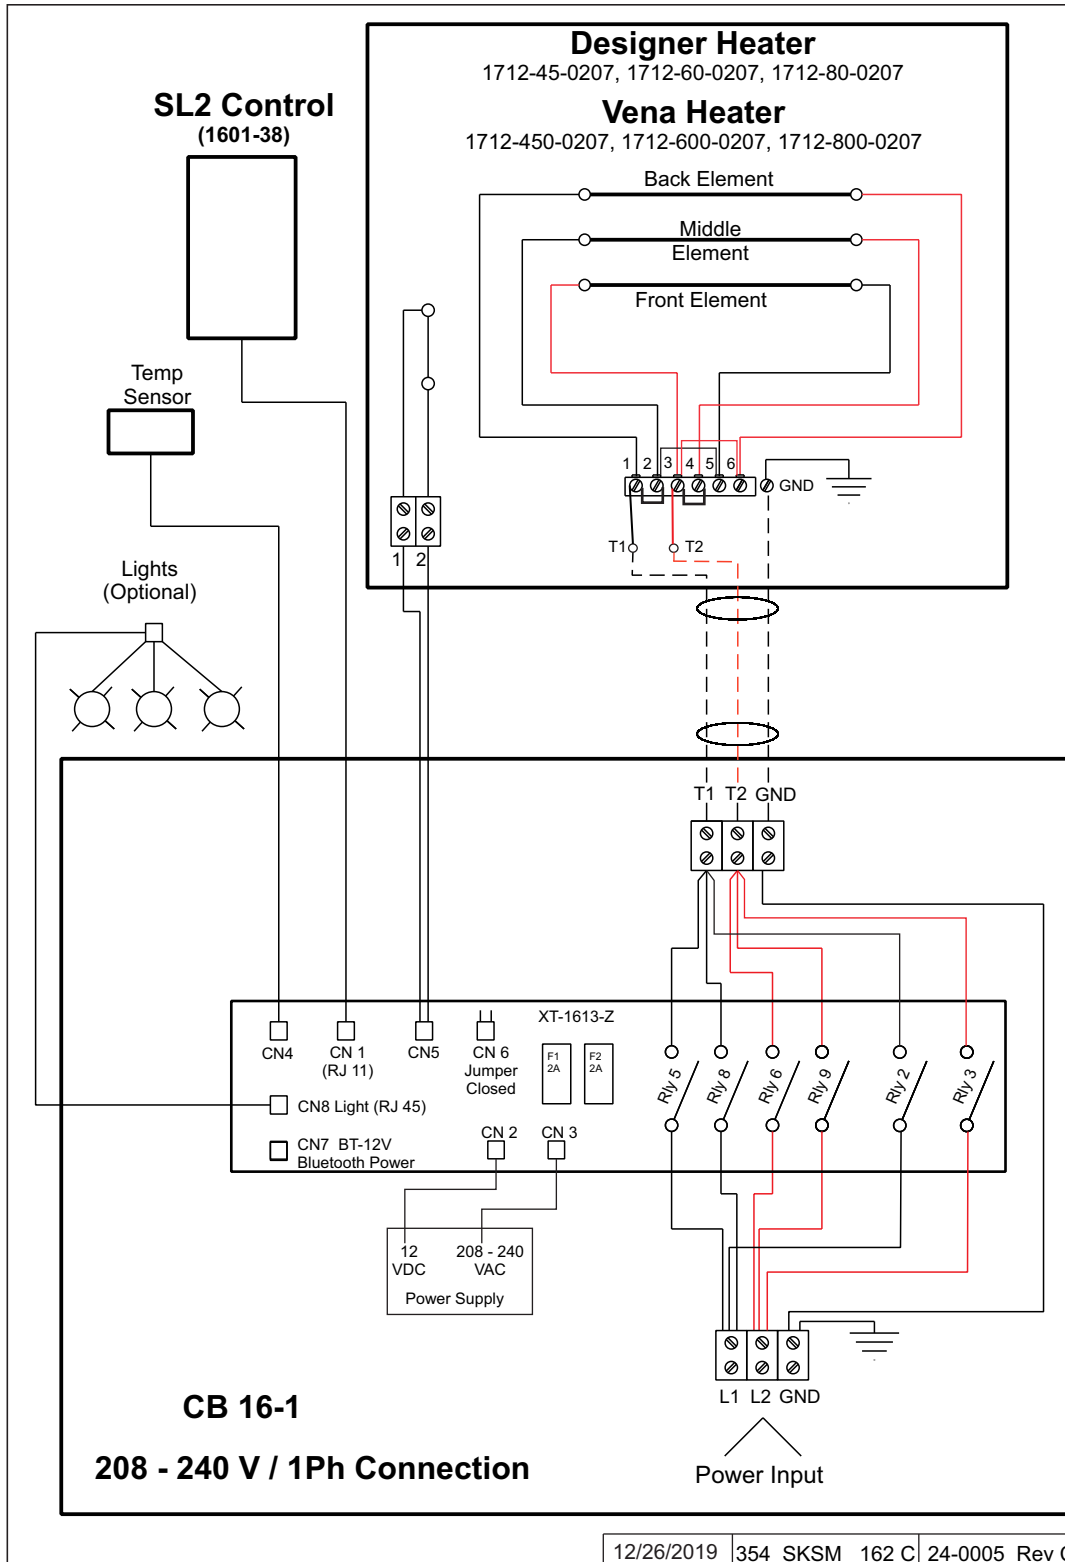 Designer Heater
1712-45-0207, 1712-60-0207, 1712-80-0207
Vena Heater
1712-450-0207, 1712-600-0207, 1712-800-0207
SL2 Control
(1601-38)
Back Element
Middle
Element
Front Element
Temp
Sensor
1 2 3 4 5 6
GND
T1 T2
1 2
Lights
(Optional)
T1 T2 GND
XT-1613-Z
CN4
CN 1
(RJ 11)
CN5
CN 6
Jumper
Closed
F1
2A
F2
2A
Rly 5
Rly 8
Rly 6
Rly 9
Rly 2
Rly 3
CN8 Light (RJ 45)
CN7 BT-12V
Bluetooth Power
CN 2
CN 3
12
VDC
208 - 240
VAC
Power Supply
L1 L2 GND
Power Input
CB 16-1
208 - 240 V / 1Ph Connection
12/26/2019 354 SKSM 162 C 24-0005 Rev